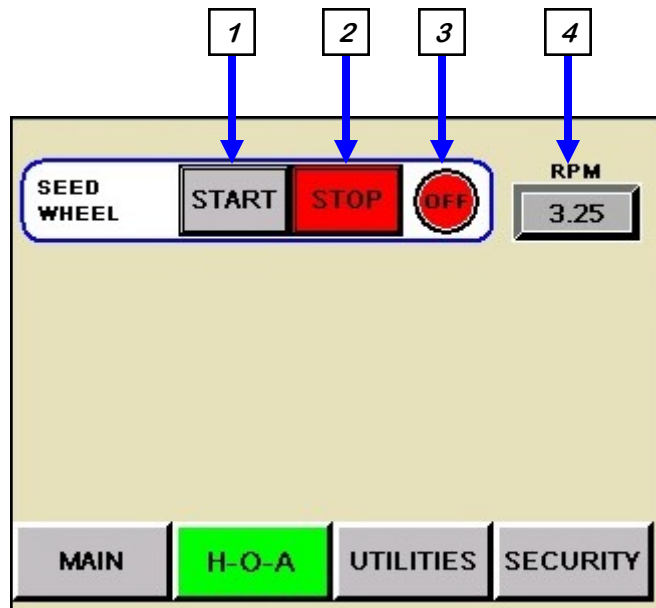 1 2 3 4
RPM
SEED
WHEEL
START STOP OFF
3.25
MAIN H-O-A UTILITIES SECURITY